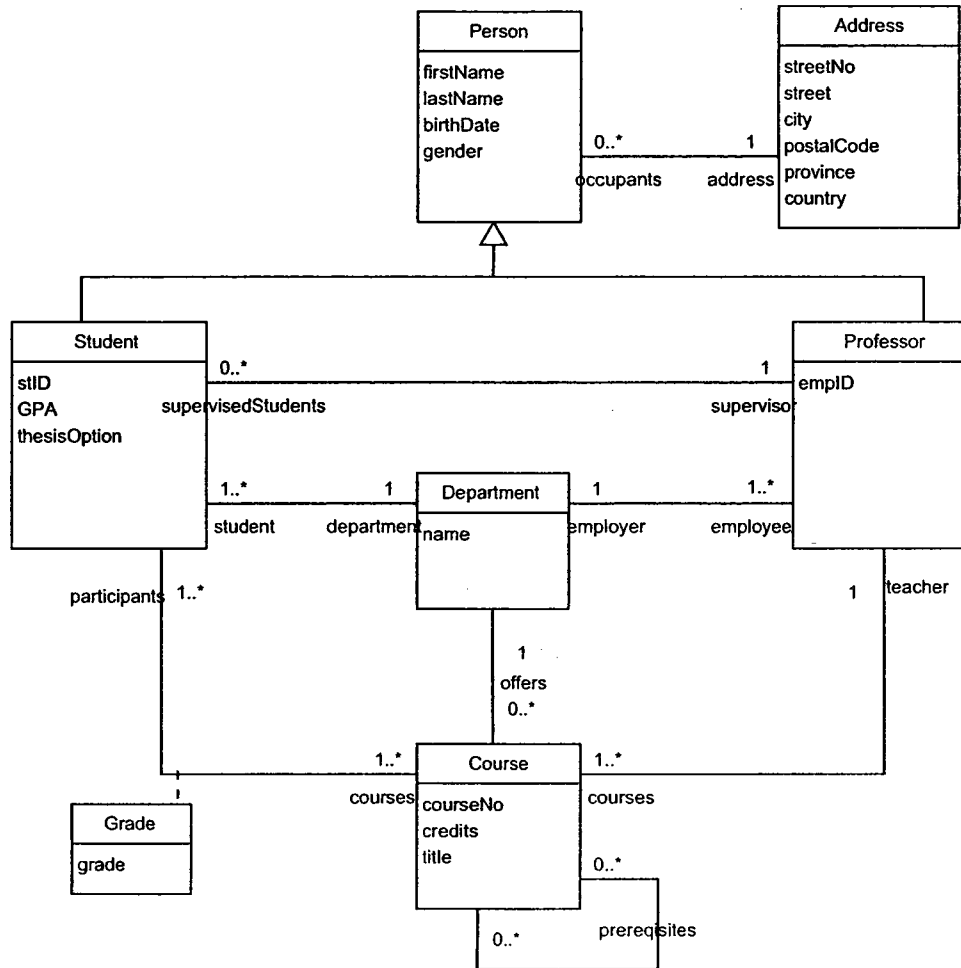 Person
firstName
lastName
birthDate
gender
Address
streetNo
street
city
postalCode
province
country
0..*
1
occupants
address
Student
stID
GPA
thesisOption
Professor
empID
0..*
1
supervisedStudents
supervisor
1..*
1
student
department
Department
name
1
1..*
employer
employee
participants
1..*
1
teacher
1
offers
0..*
1..*
courses
Course
courseNo
credits
title
1..*
courses
Grade
grade
0..*
0..*
prereqisites